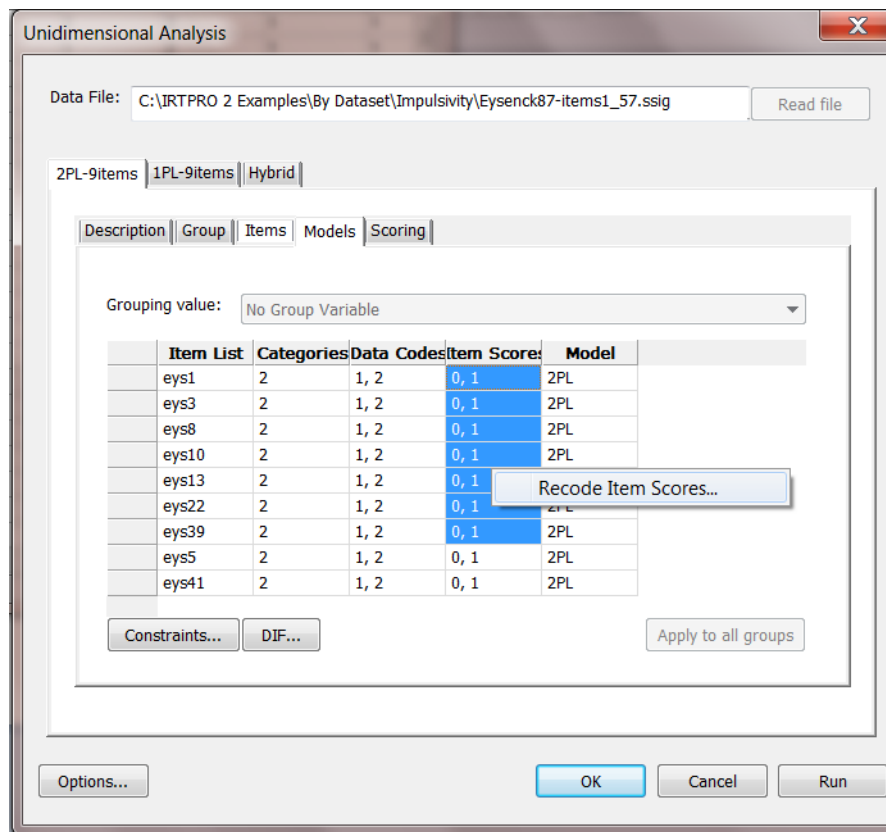 Unidimensional Analysis
Data File: C:\IRTPRO 2 Examples\By Dataset\Impulsivity\Eysenck87-items1_57.ssig Read file
2PL-9items 1PL-9items Hybrid
Description Group Items Models Scoring
Grouping value: No Group Variable
Item List Categories Data Codes Item Scores Model
eys1 2 1, 2 0, 1 2PL
eys3 2 1, 2 0, 1 2PL
eys8 2 1, 2 0, 1 2PL
eys10 2 1, 2 0, 1 2PL
eys13 2 1, 2 0, 1 Recode Item Scores...
eys22 2 1, 2 0, 1 2PL
eys39 2 1, 2 0, 1 2PL
eys5 2 1, 2 0, 1 2PL
eys41 2 1, 2 0, 1 2PL
Constraints... DIF... Apply to all groups
Options... OK Cancel Run